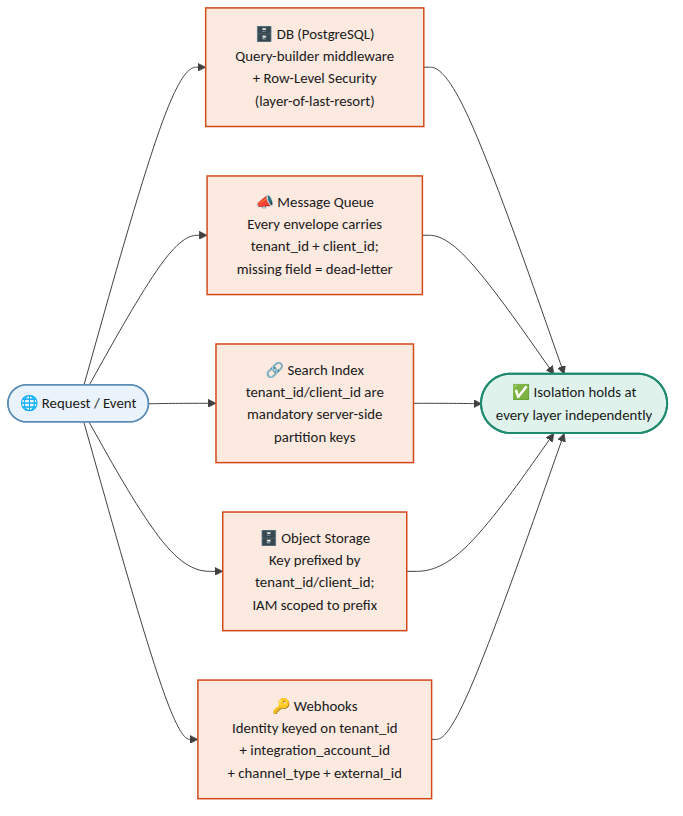 🗄️ DB (PostgreSQL)
Query-builder middleware
+ Row-Level Security
(layer-of-last-resort)
📣 Message Queue
Every envelope carries
tenant_id + client_id;
missing field = dead-letter
🌐 Request / Event
🔗 Search Index
tenant_id/client_id are
mandatory server-side
partition keys
✅ Isolation holds at
every layer independently
🗄️ Object Storage
Key prefixed by
tenant_id/client_id;
IAM scoped to prefix
🔑 Webhooks
Identity keyed on tenant_id
+ integration_account_id
+ channel_type + external_id